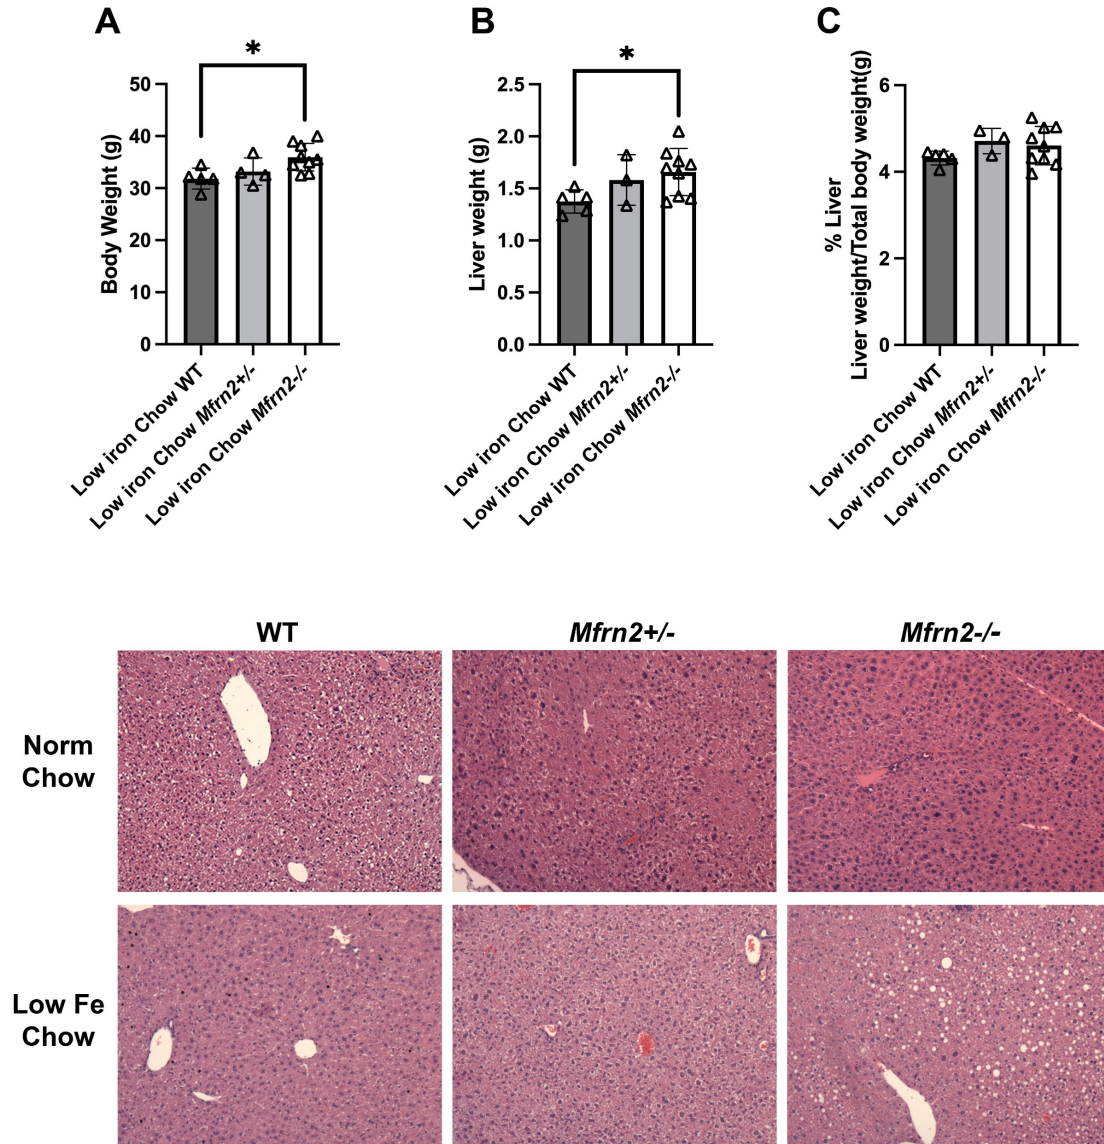 A
*
Body Weight (g)
50
40
30
20
10
0
Low iron Chow WT
Low iron Chow Mfrn2+/-
Low iron Chow Mfrn2-/-
B
*
Liver weight (g)
2.5
2.0
1.5
1.0
0.5
0.0
Low iron Chow WT
Low iron Chow Mfrn2+/-
Low iron Chow Mfrn2-/-
C
% Liver
Liver weight/Total body weight(g)
6
4
2
0
Low iron Chow WT
Low iron Chow Mfrn2+/-
Low iron Chow Mfrn2-/-
WT
Mfrn2+/-
Mfrn2-/-
Norm
Chow
Low Fe
Chow